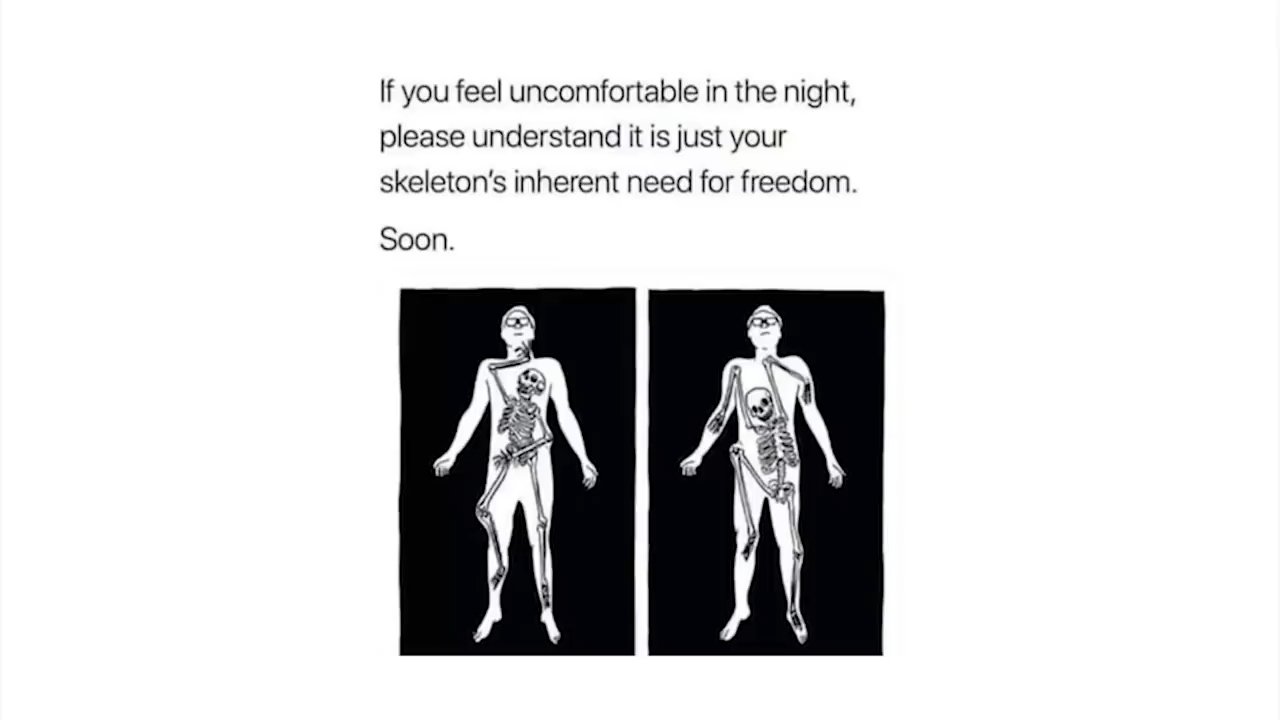 If you feel uncomfortable in the night,
please understand it is just your
skeleton’s inherent need for freedom.
Soon.